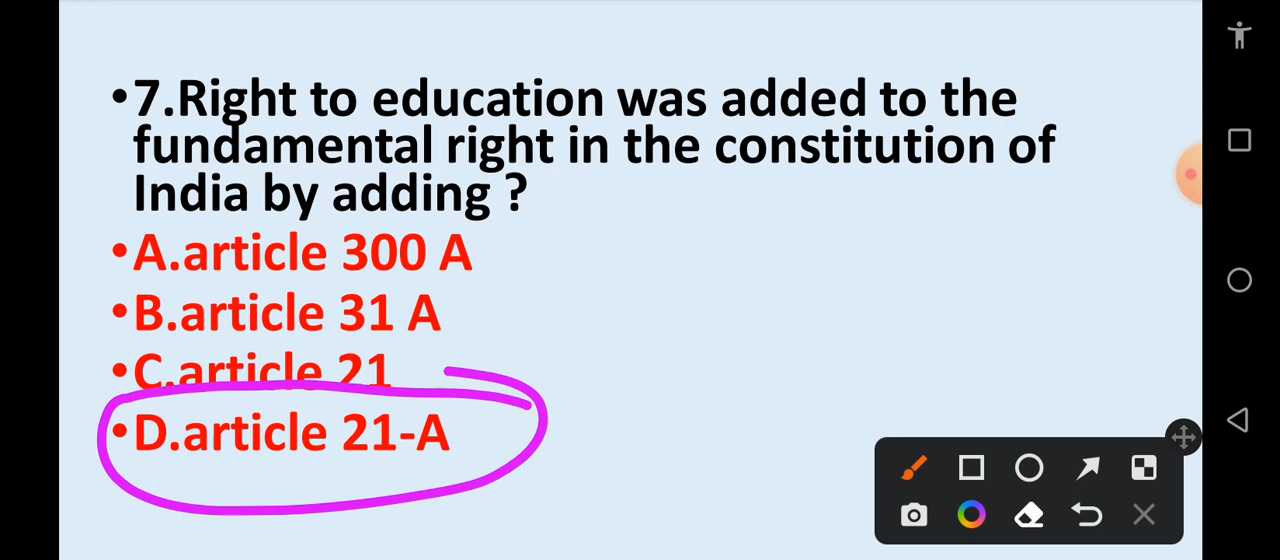 •7.Right to education was added to the
fundamental right in the constitution of
India by adding ?
•A.article 300 A
•B.article 31 A
•C.article 21
•D.article 21-A